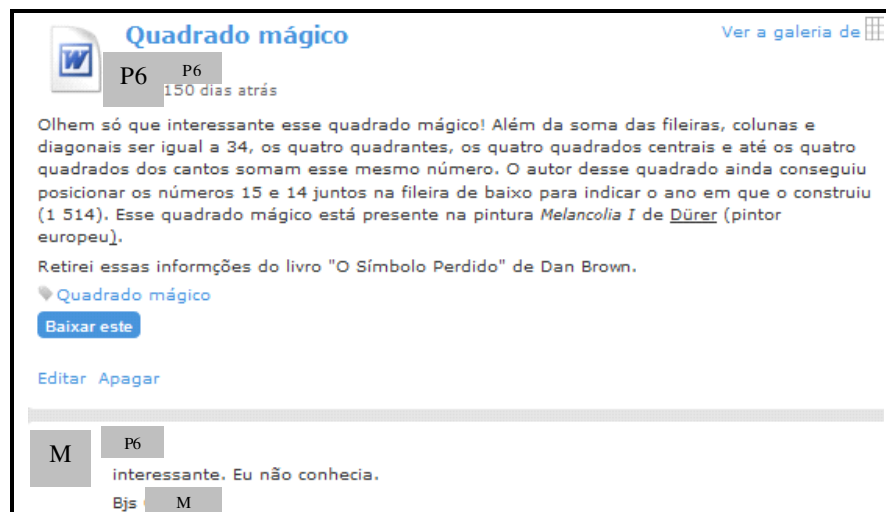 Quadrado mágico
Ver a galeria de
P6 P6
150 dias atrás
Olhem só que interessante esse quadrado mágico! Além da soma das fileiras, colunas e
diagonais ser igual a 34, os quatro quadrantes, os quatro quadrados centrais e até os quatro
quadrados dos cantos somam esse mesmo número. O autor desse quadrado ainda conseguiu
posicionar os números 15 e 14 juntos na fileira de baixo para indicar o ano em que o construiu
(1 514). Esse quadrado mágico está presente na pintura Melancolia I de Dürer (pintor
europeu).
Retirei essas informções do livro "O Símbolo Perdido" de Dan Brown.
Quadrado mágico
Baixar este
Editar Apagar
M P6
interessante. Eu não conhecia.
Bjs M